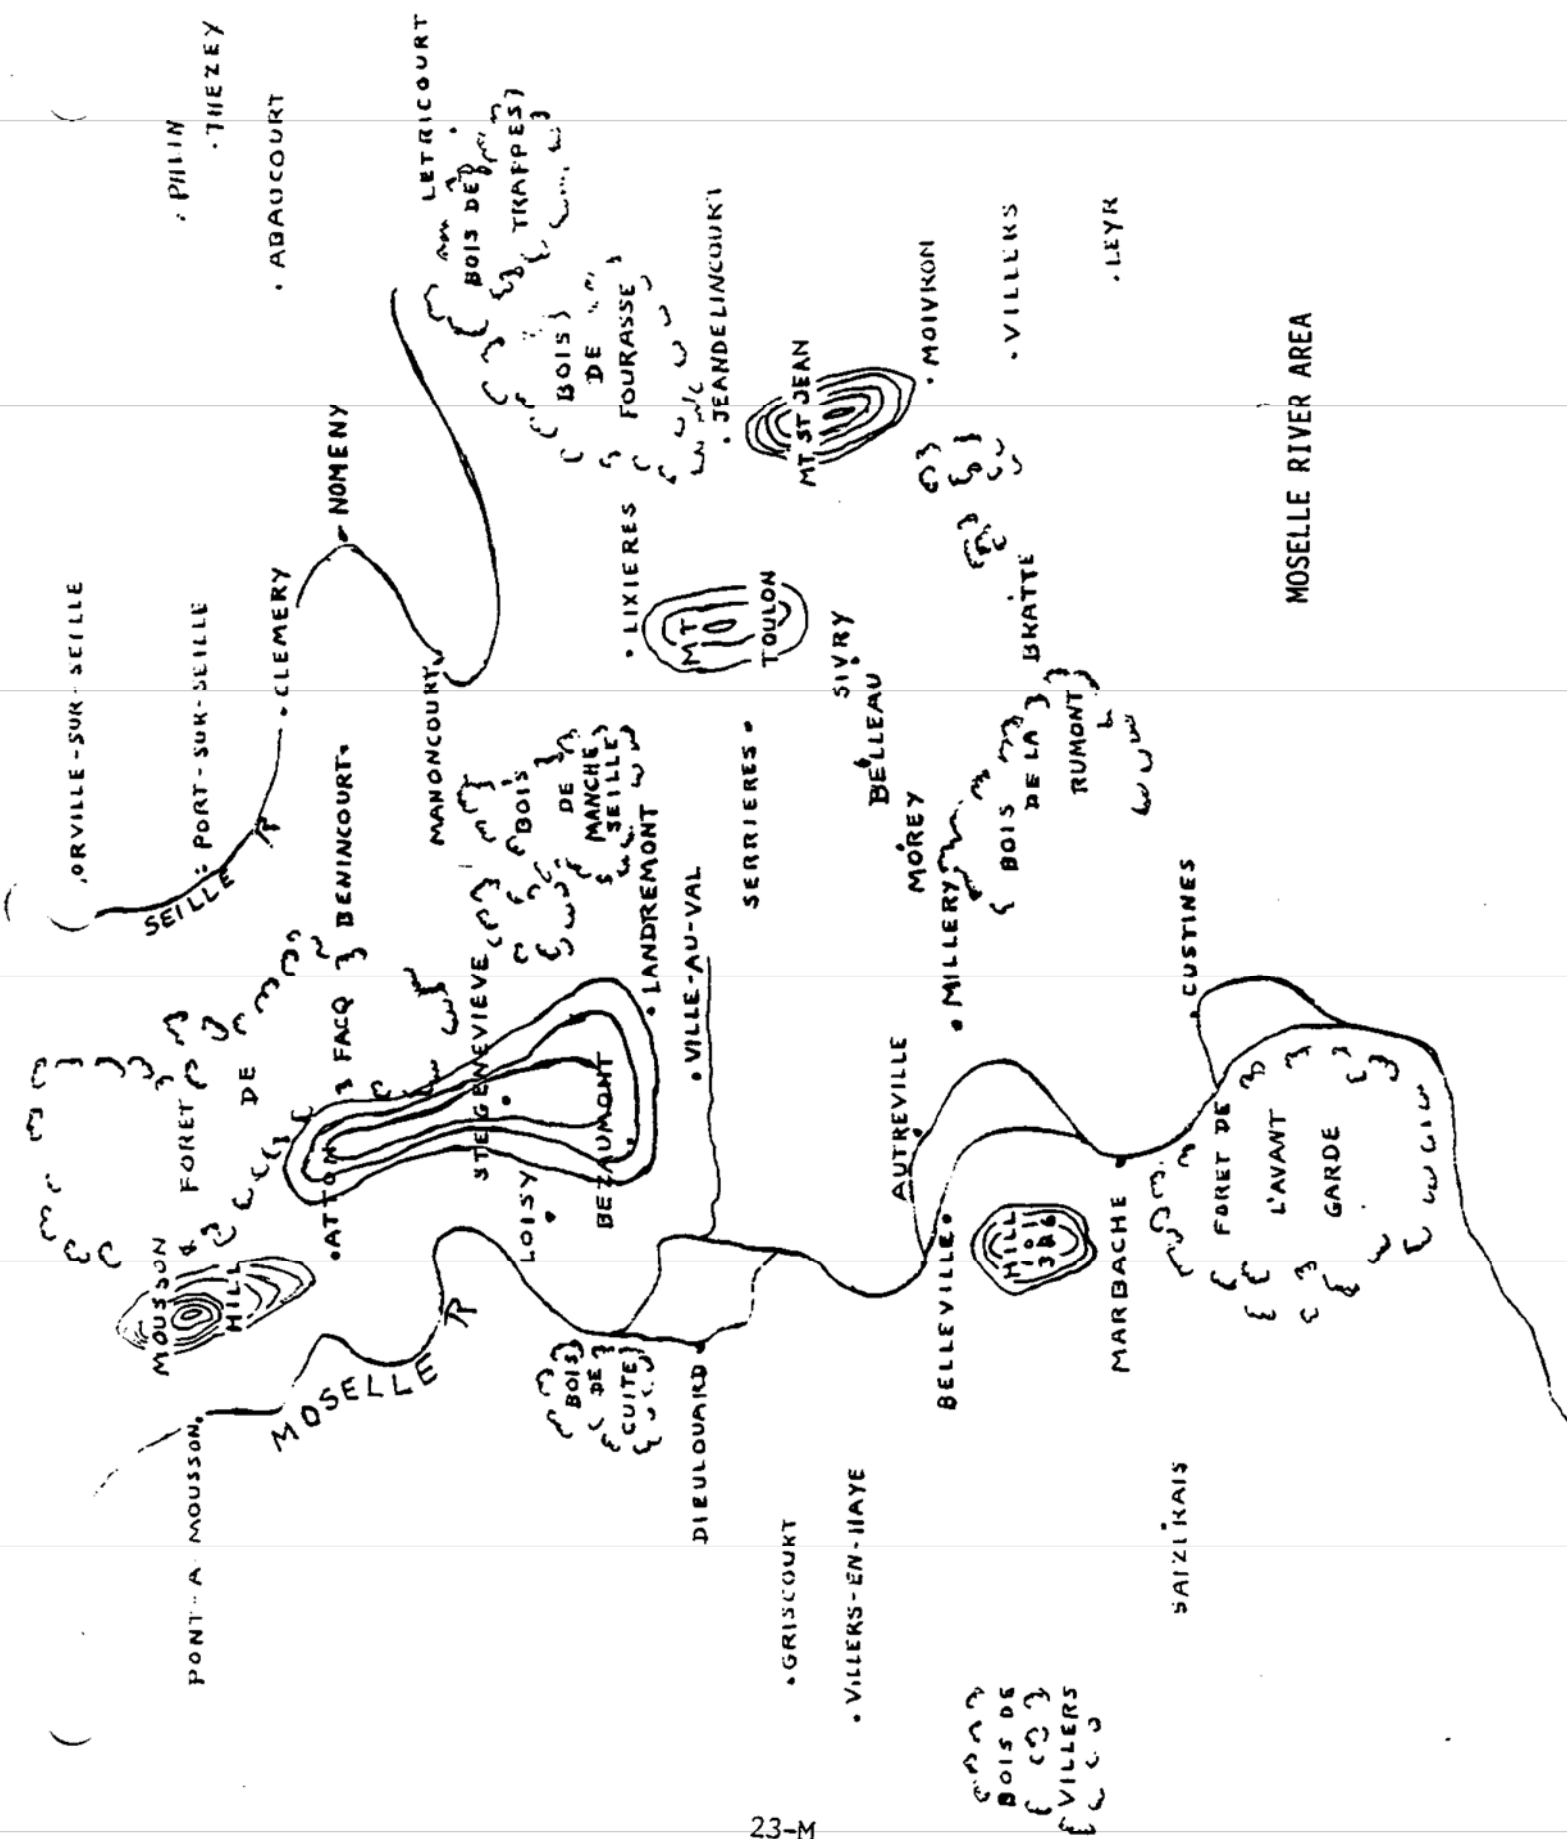 PHLIN
THEZEY
ABAUCOURT
LETRICOURT
BOIS DE
TRAPPES
ORVILLE-SUR-SEILLE
PORT-SUR-SEILLE
CLEMERY
NOMENY
BOIS
DE
FOURASSE
JEANDELINCOURT
MT ST JEAN
MOIVRON
VILLERS
LEYR
SEILLE R
BENINCOURT
MANONCOURT
LIXIERES
MT
TOULON
SIVRY
BELLEAU
BRATTE
BOIS
DE
MANCHE
SEILLE
LANDREMONT
SERRIERES
MOREY
BOIS
DE LA
RUMONT
MILLERY
CUSTINES
FORET
DE
FACQ
STE GENEVIEVE
VILLE-AU-VAL
AUTREVILLE
MOUSSON
HILL
ATTON
LOISY
BEZAUMONT
MOSELLE R
PONT-A-MOUSSON
BOIS
DE
CUITE
DIEULOUARD
BELLEVILLE
HILL
386
MARBACHE
FORET DE
L'AVANT
GARDE
GRISCOURT
VILLERS-EN-HAYE
SAIZERAIS
BOIS DE
VILLERS
MOSELLE RIVER AREA
23-M